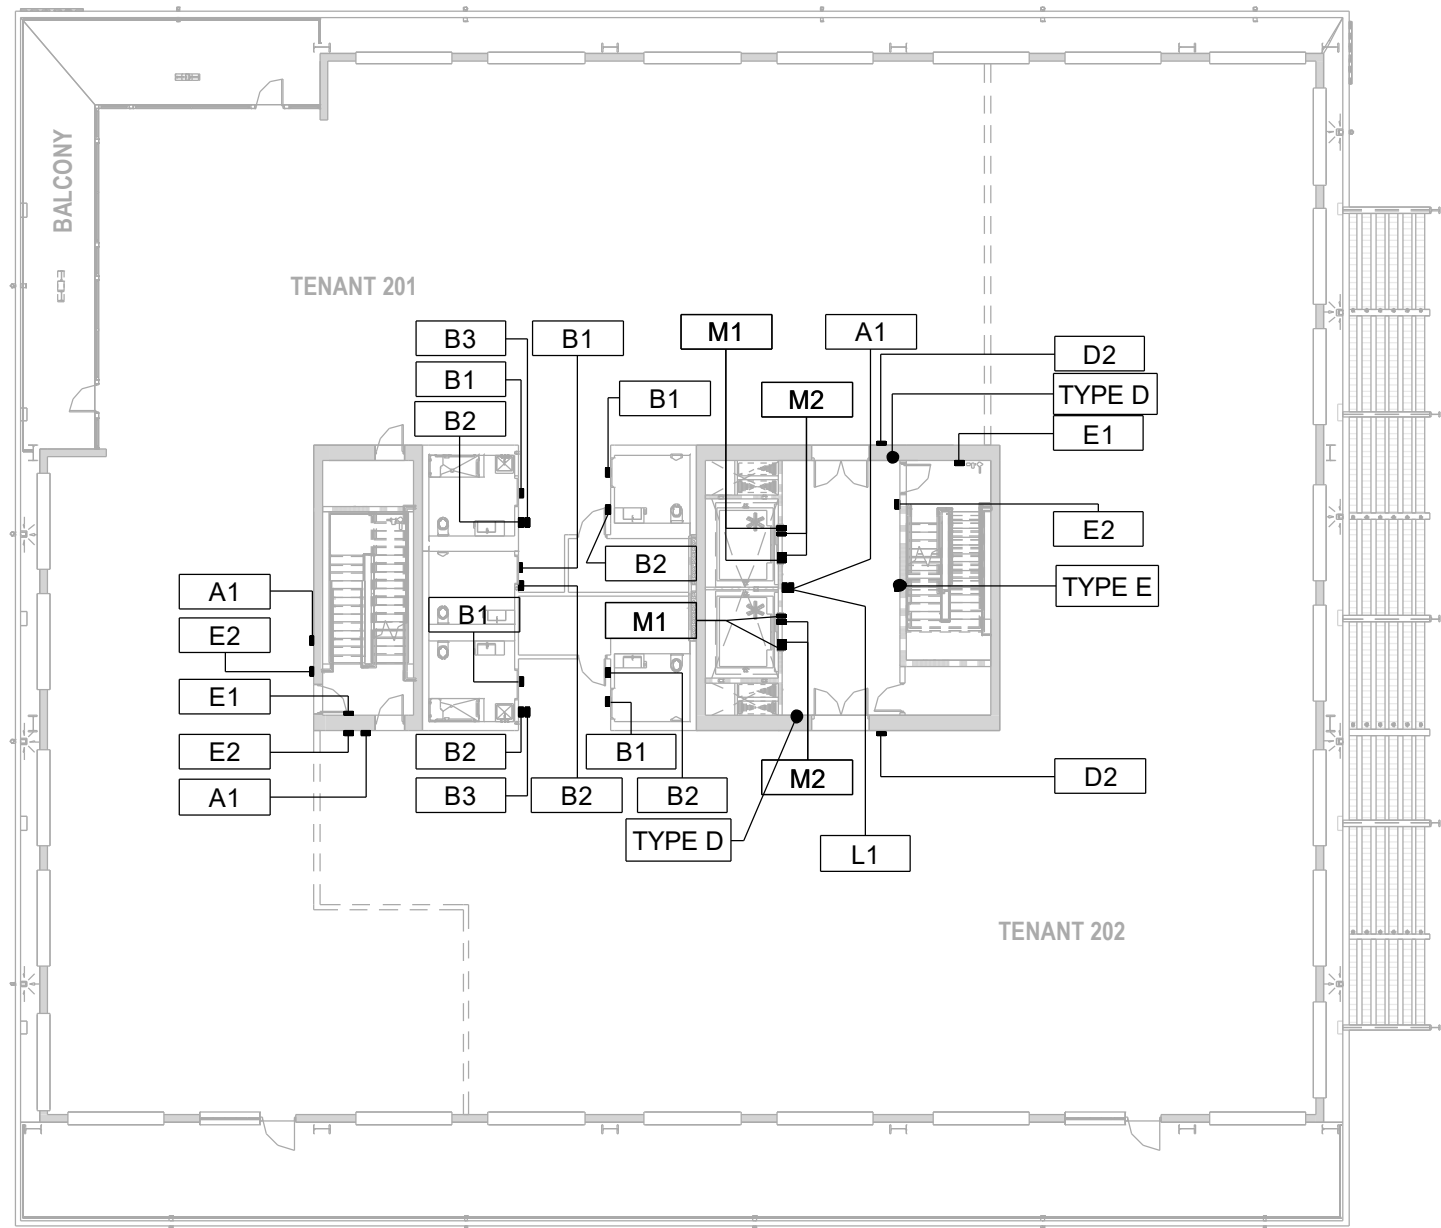 BALCONY
TENANT 201
B3
B1
M1
A1
D2
B1
B1
M2
TYPE D
B2
E1
E2
B2
TYPE E
A1
B1
M1
E2
E1
E2
B2
B1
M2
D2
A1
B3
B2
B2
TYPE D
L1
TENANT 202